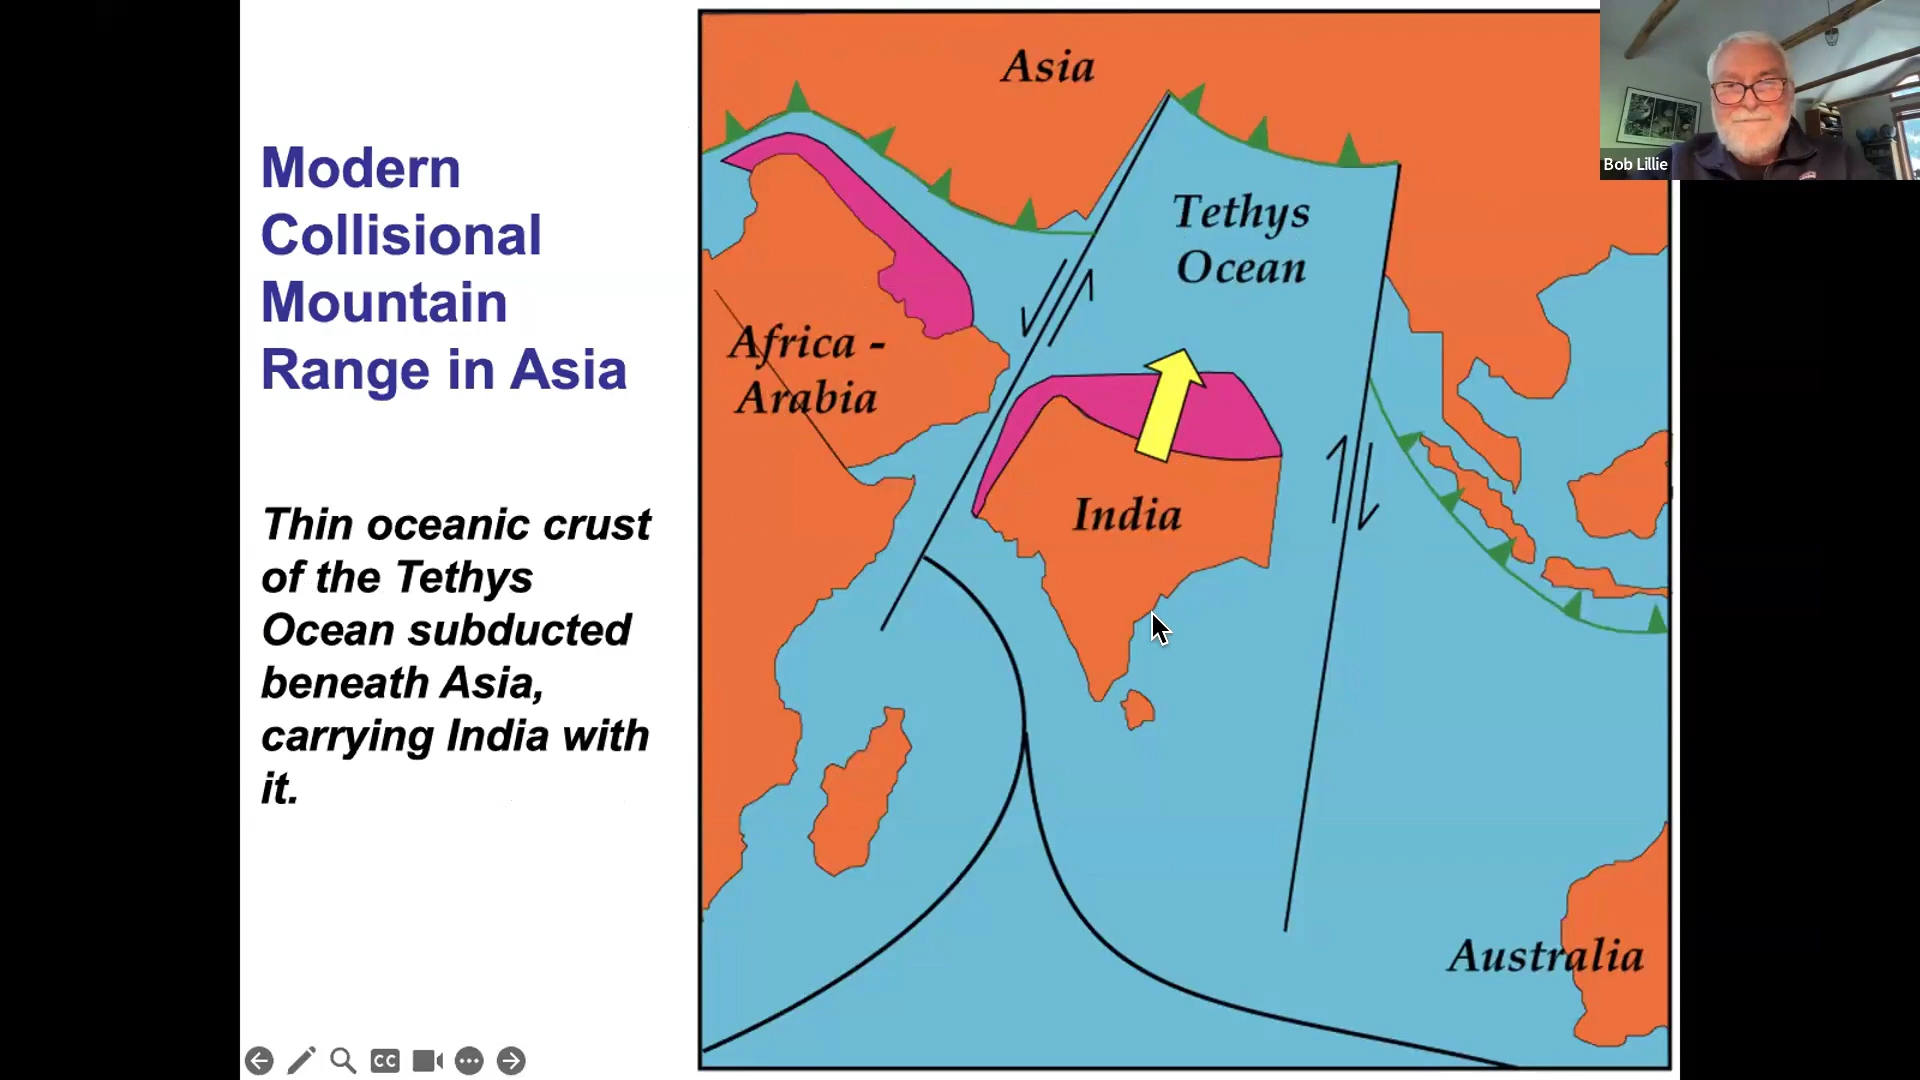 Modern
Collisional
Mountain
Range in Asia
Thin oceanic crust
of the Tethys
Ocean subducted
beneath Asia,
carrying India with
it.
Asia
Tethys
Ocean
Africa -
Arabia
India
Australia
Bob Lillie
CC